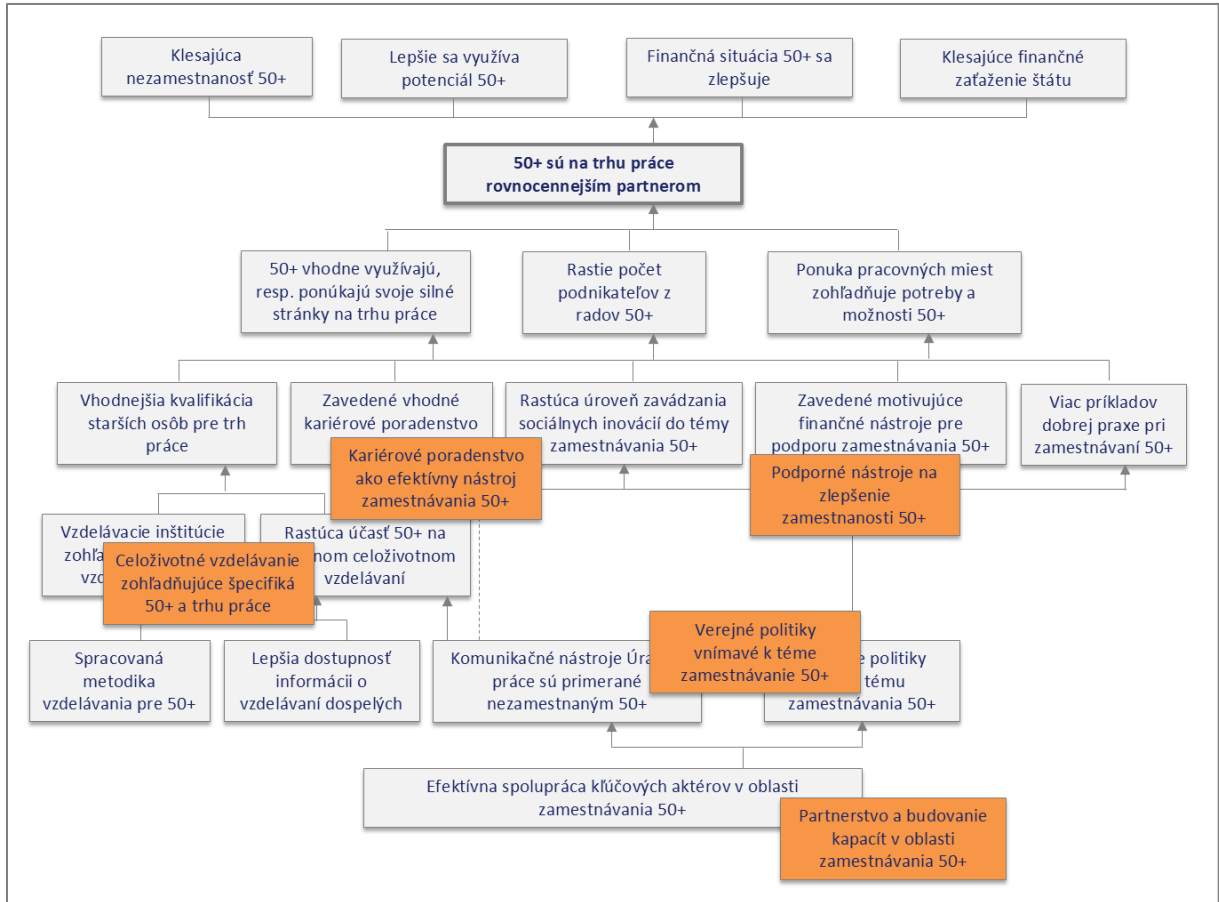 Klesajúca
nezamestnanosť 50+
Lepšie sa využíva
potenciál 50+
Finančná situácia 50+ sa
zlepšuje
Klesajúce finančné
zaťaženie štátu
50+ sú na trhu práce
rovnocennejším partnerom
50+ vhodne využívajú,
resp. ponúkajú svoje silné
stránky na trhu práce
Rastie počet
podnikateľov z
radov 50+
Ponuka pracovných miest
zohľadňuje potreby a
možnosti 50+
Vhodnejšia kvalifikácia
starších osôb pre trh
práce
Zavedené vhodné
kariérové poradenstvo
Rastúca úroveň zavádzania
sociálnych inovácií do témy
zamestnávania 50+
Zavedené motivujúce
finančné nástroje pre
podporu zamestnávania 50+
Viac príkladov
dobrej praxe pri
zamestnávaní 50+
Kariérové poradenstvo
ako efektívny nástroj
zamestnávania 50+
Podporné nástroje na
zlepšenie
zamestnanosti 50+
Vzdelávacie inštitúcie
Rastúca účasť 50+ na
celoživotnom
vzdelávaní
Celoživotné vzdelávanie
zohľadňujúce špecifiká
50+ a trhu práce
Spracovaná
metodika
vzdelávania pre 50+
Lepšia dostupnosť
informácii o
vzdelávaní dospelých
Komunikačné nástroje
práce sú primerané
nezamestnaným 50+
Verejné politiky
vnímavé k téme
zamestnávanie 50+
politiky
tému
zamestnávania 50+
Efektívna spolupráca kľúčových aktérov v oblasti
zamestnávania 50+
Partnerstvo a budovanie
kapacít v oblasti
zamestnávania 50+